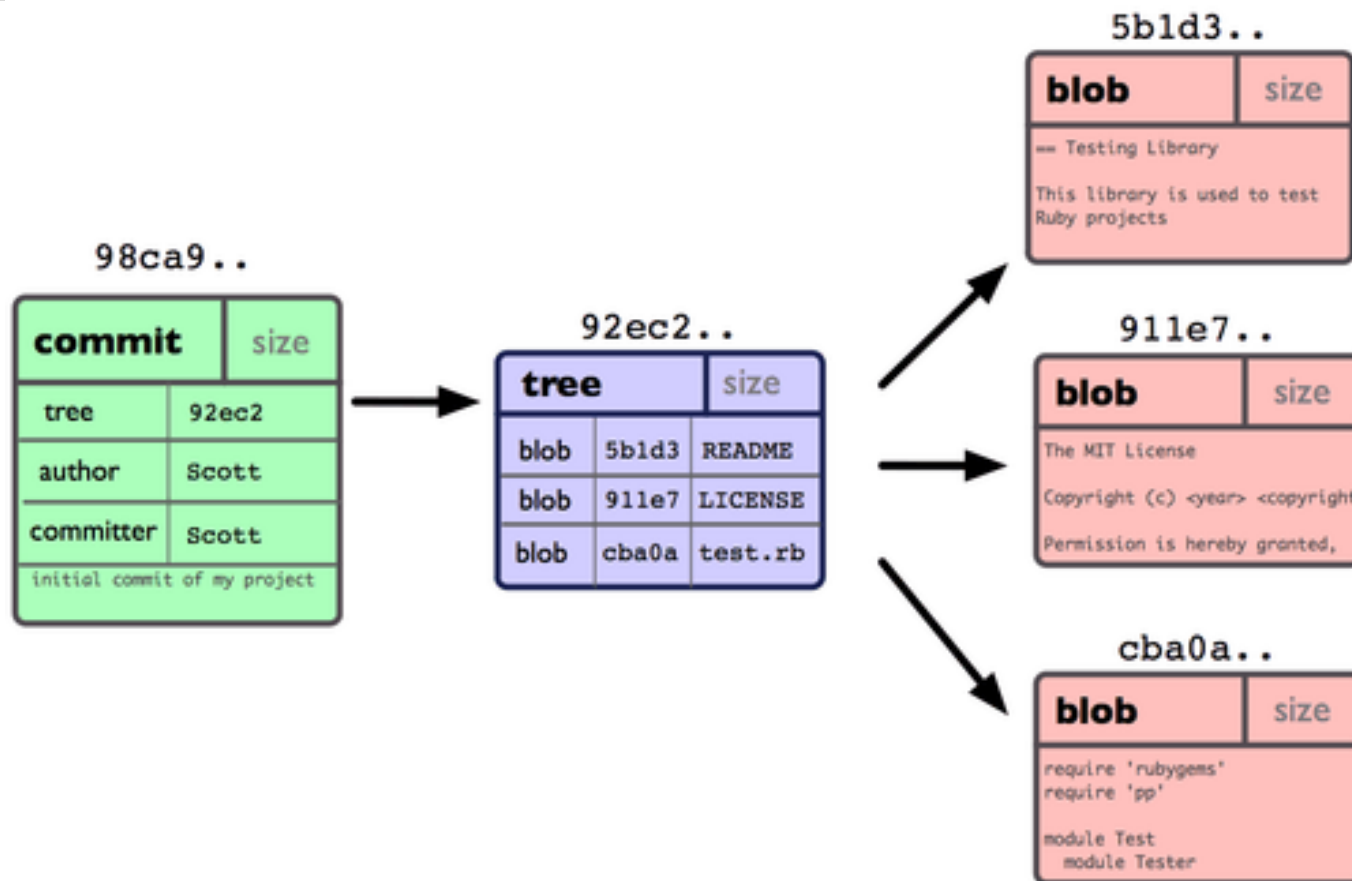 98ca9..
commit size
tree 92ec2
author Scott
committer Scott
initial commit of my project
92ec2..
tree size
blob 5b1d3 README
blob 911e7 LICENSE
blob cba0a test.rb
5b1d3..
blob size
== Testing Library
This library is used to test
Ruby projects
911e7..
blob size
The MIT License
Copyright (c) <year> <copyright
Permission is hereby granted,
cba0a..
blob size
require 'rubygems'
require 'pp'
module Test
module Tester